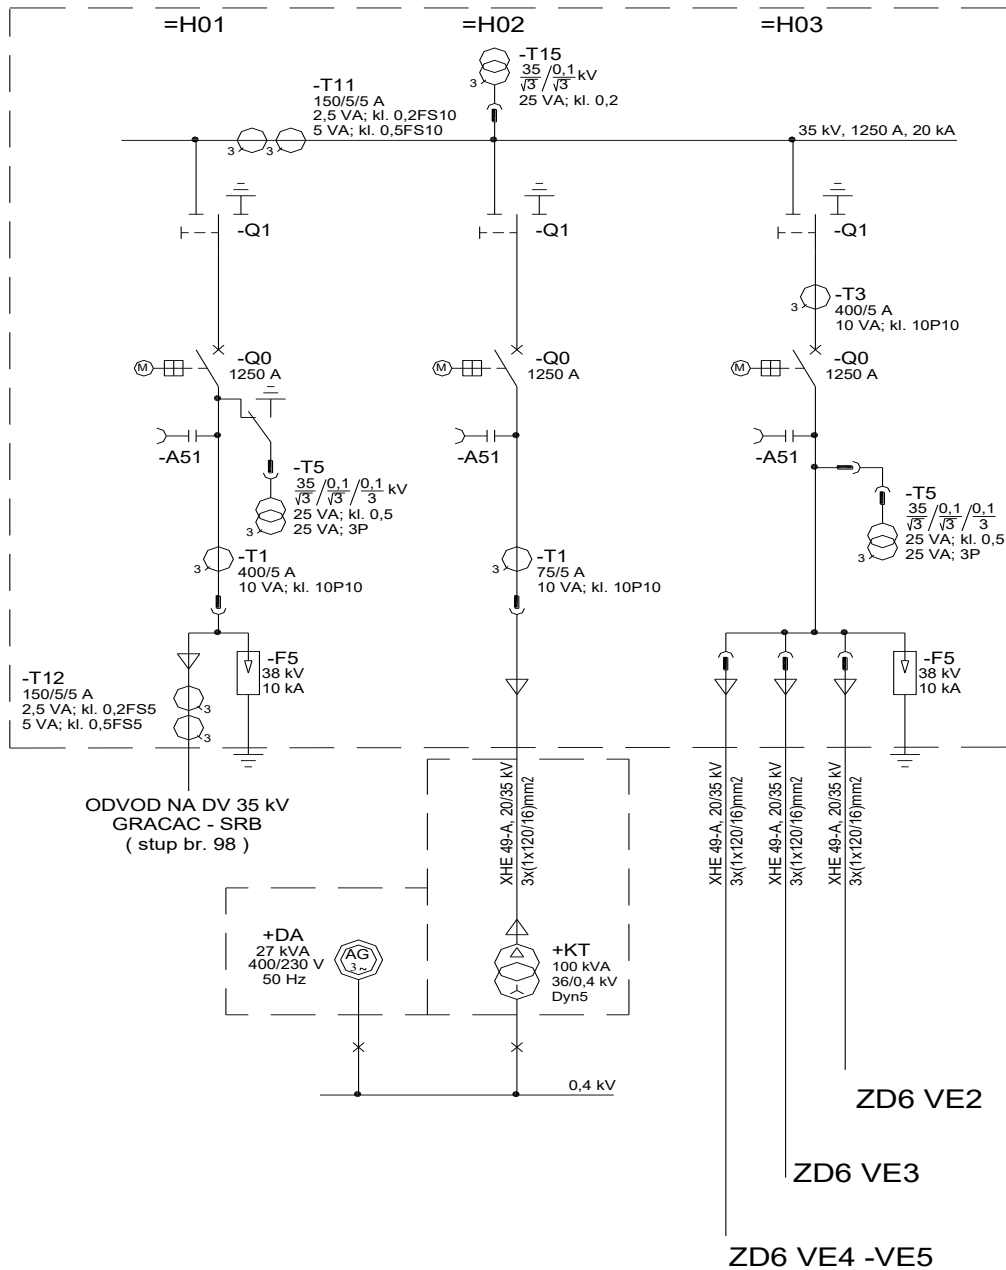 =H01
=H02
=H03
-T15
35/√3 / 0,1/√3 kV
25 VA; kl. 0,2
3
-T11
150/5/5 A
2,5 VA; kl. 0,2FS10
5 VA; kl. 0,5FS10
3
3
35 kV, 1250 A, 20 kA
-Q1
-Q1
-Q1
3
-T3
400/5 A
10 VA; kl. 10P10
M
-Q0
1250 A
M
-Q0
1250 A
M
-Q0
1250 A
-A51
-A51
-A51
-T5
35/√3 / 0,1/√3 / 0,1/3 kV
25 VA; kl. 0,5
25 VA; 3P
3
-T5
35/√3 / 0,1/√3 / 0,1/3
25 VA; kl. 0,5
25 VA; 3P
3
3
-T1
400/5 A
10 VA; kl. 10P10
3
-T1
75/5 A
10 VA; kl. 10P10
-T12
150/5/5 A
2,5 VA; kl. 0,2FS5
5 VA; kl. 0,5FS5
3
3
-F5
38 kV
10 kA
-F5
38 kV
10 kA
ODVOD NA DV 35 kV
GRACAC - SRB
( stup br. 98 )
XHE 49-A, 20/35 kV
3x(1x120/16)mm2
XHE 49-A, 20/35 kV
3x(1x120/16)mm2
XHE 49-A, 20/35 kV
3x(1x120/16)mm2
XHE 49-A, 20/35 kV
3x(1x120/16)mm2
+DA
27 kVA
400/230 V
50 Hz
AG
3~
+KT
100 kVA
36/0,4 kV
Dyn5
0,4 kV
ZD6 VE2
ZD6 VE3
ZD6 VE4 -VE5